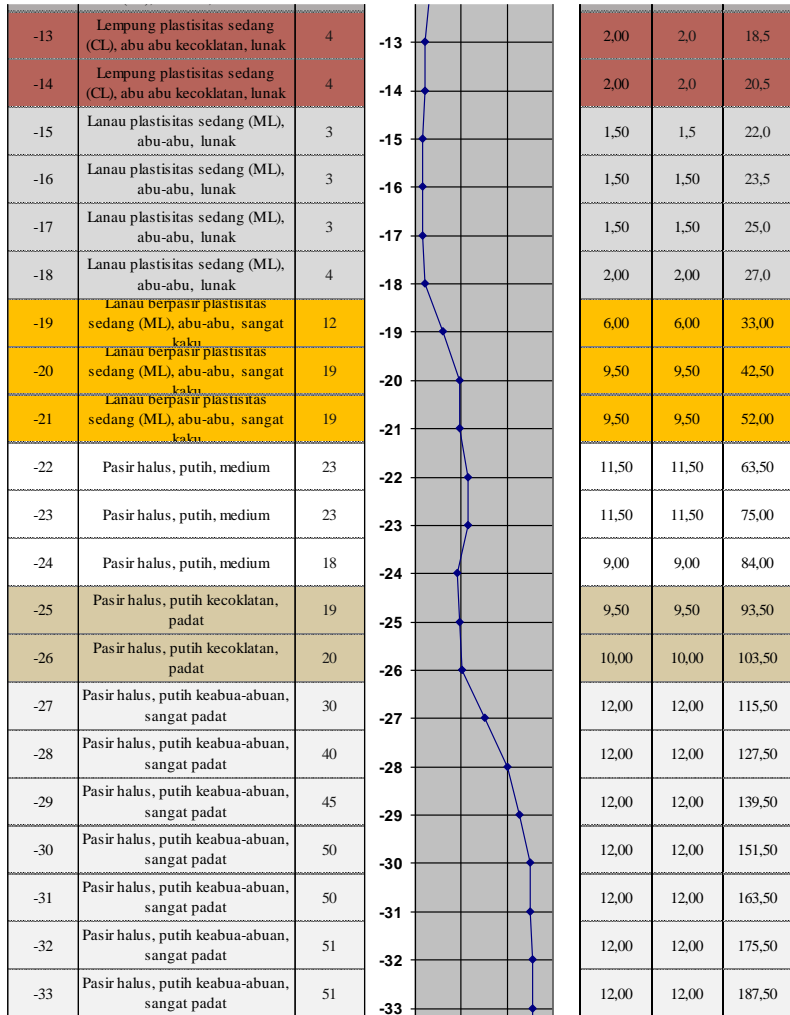 -13 Lempung plastisitas sedang (CL), abu abu kecoklatan, lunak 4 -13 2,00 2,0 18,5
-14 Lempung plastisitas sedang (CL), abu abu kecoklatan, lunak 4 -14 2,00 2,0 20,5
-15 Lanau plastisitas sedang (ML), abu-abu, lunak 3 -15 1,50 1,5 22,0
-16 Lanau plastisitas sedang (ML), abu-abu, lunak 3 -16 1,50 1,50 23,5
-17 Lanau plastisitas sedang (ML), abu-abu, lunak 3 -17 1,50 1,50 25,0
-18 Lanau plastisitas sedang (ML), abu-abu, lunak 4 -18 2,00 2,00 27,0
-19 Lanau berpasir plastisitas sedang (ML), abu-abu, sangat kaku 12 -19 6,00 6,00 33,00
-20 Lanau berpasir plastisitas sedang (ML), abu-abu, sangat kaku 19 -20 9,50 9,50 42,50
-21 Lanau berpasir plastisitas sedang (ML), abu-abu, sangat kaku 19 -21 9,50 9,50 52,00
-22 Pasir halus, putih, medium 23 -22 11,50 11,50 63,50
-23 Pasir halus, putih, medium 23 -23 11,50 11,50 75,00
-24 Pasir halus, putih, medium 18 -24 9,00 9,00 84,00
-25 Pasir halus, putih kecoklatan, padat 19 -25 9,50 9,50 93,50
-26 Pasir halus, putih kecoklatan, padat 20 -26 10,00 10,00 103,50
-27 Pasir halus, putih keabua-abuan, sangat padat 30 -27 12,00 12,00 115,50
-28 Pasir halus, putih keabua-abuan, sangat padat 40 -28 12,00 12,00 127,50
-29 Pasir halus, putih keabua-abuan, sangat padat 45 -29 12,00 12,00 139,50
-30 Pasir halus, putih keabua-abuan, sangat padat 50 -30 12,00 12,00 151,50
-31 Pasir halus, putih keabua-abuan, sangat padat 50 -31 12,00 12,00 163,50
-32 Pasir halus, putih keabua-abuan, sangat padat 51 -32 12,00 12,00 175,50
-33 Pasir halus, putih keabua-abuan, sangat padat 51 -33 12,00 12,00 187,50